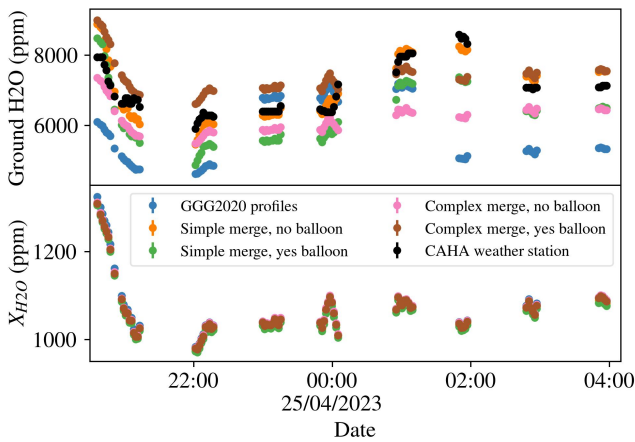 Ground H2O (ppm)
8000
6000
GGG2020 profiles
Simple merge, no balloon
Simple merge, yes balloon
Complex merge, no balloon
Complex merge, yes balloon
CAHA weather station
X_{H2O} (ppm)
1200
1000
22:00
00:00
02:00
04:00
25/04/2023
Date